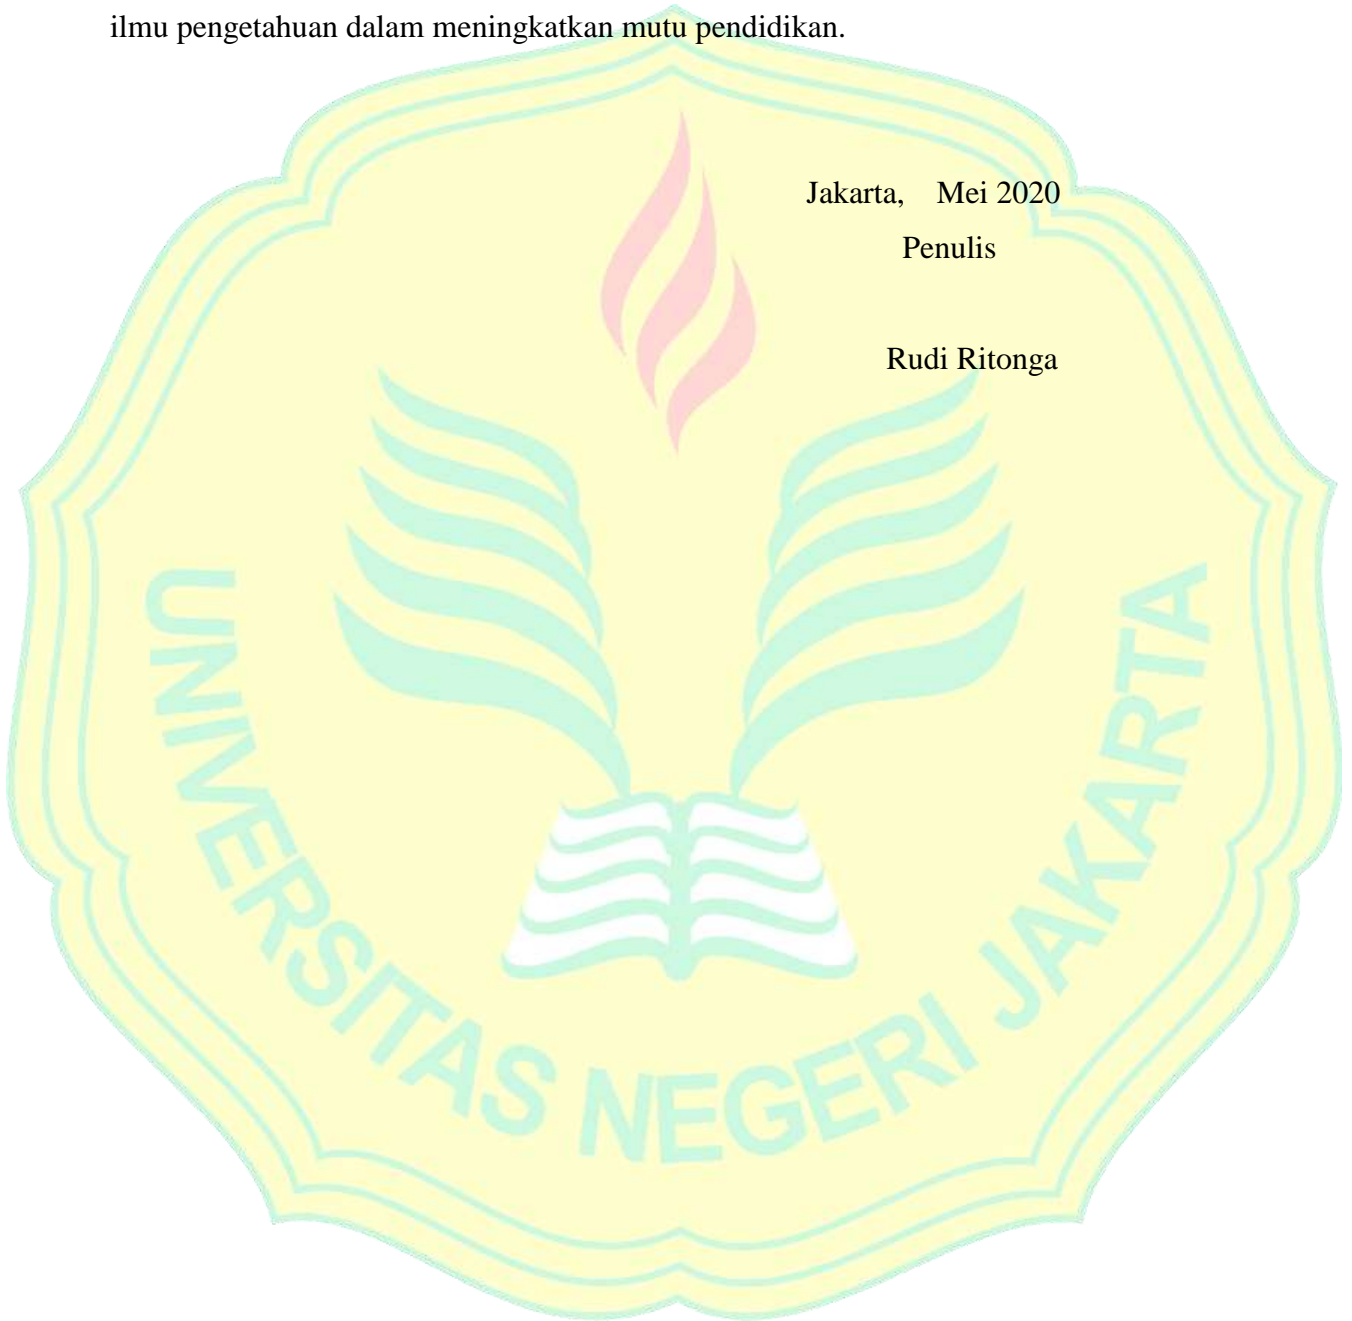 ilmu pengetahuan dalam meningkatkan mutu pendidikan.
Jakarta,    Mei 2020
Penulis
Rudi Ritonga
UNIVERSITAS NEGERI JAKARTA